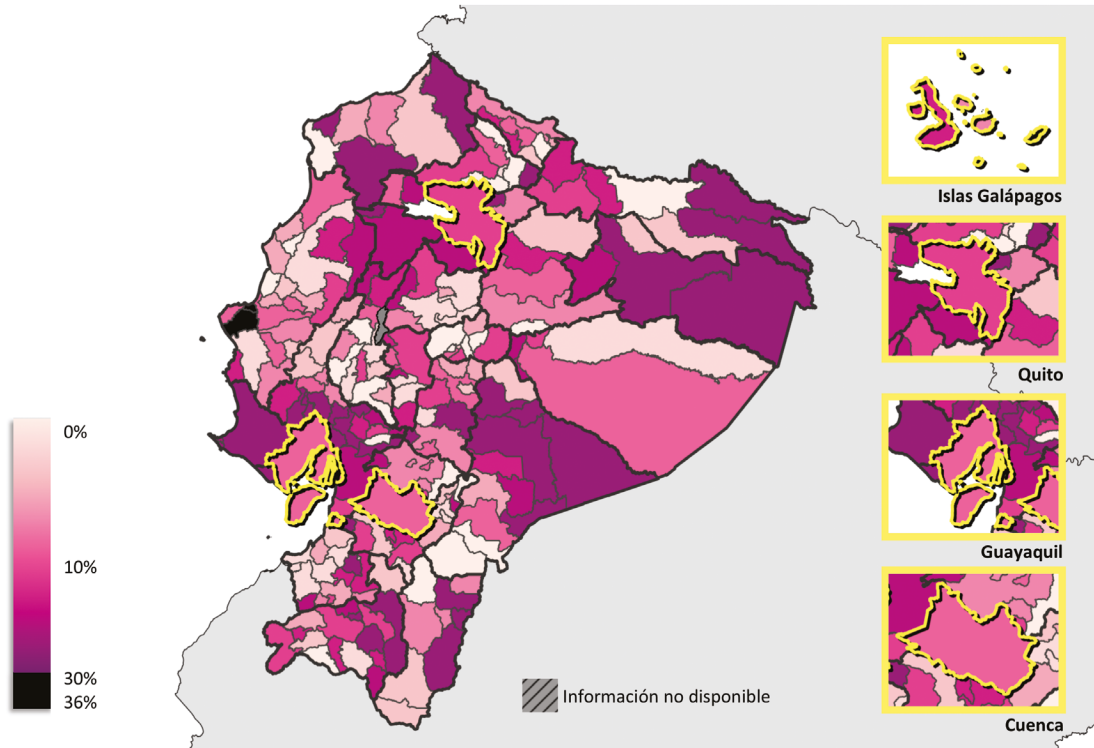 Islas Galápagos
Quito
Guayaquil
Cuenca
0%
10%
30%
36%
Información no disponible